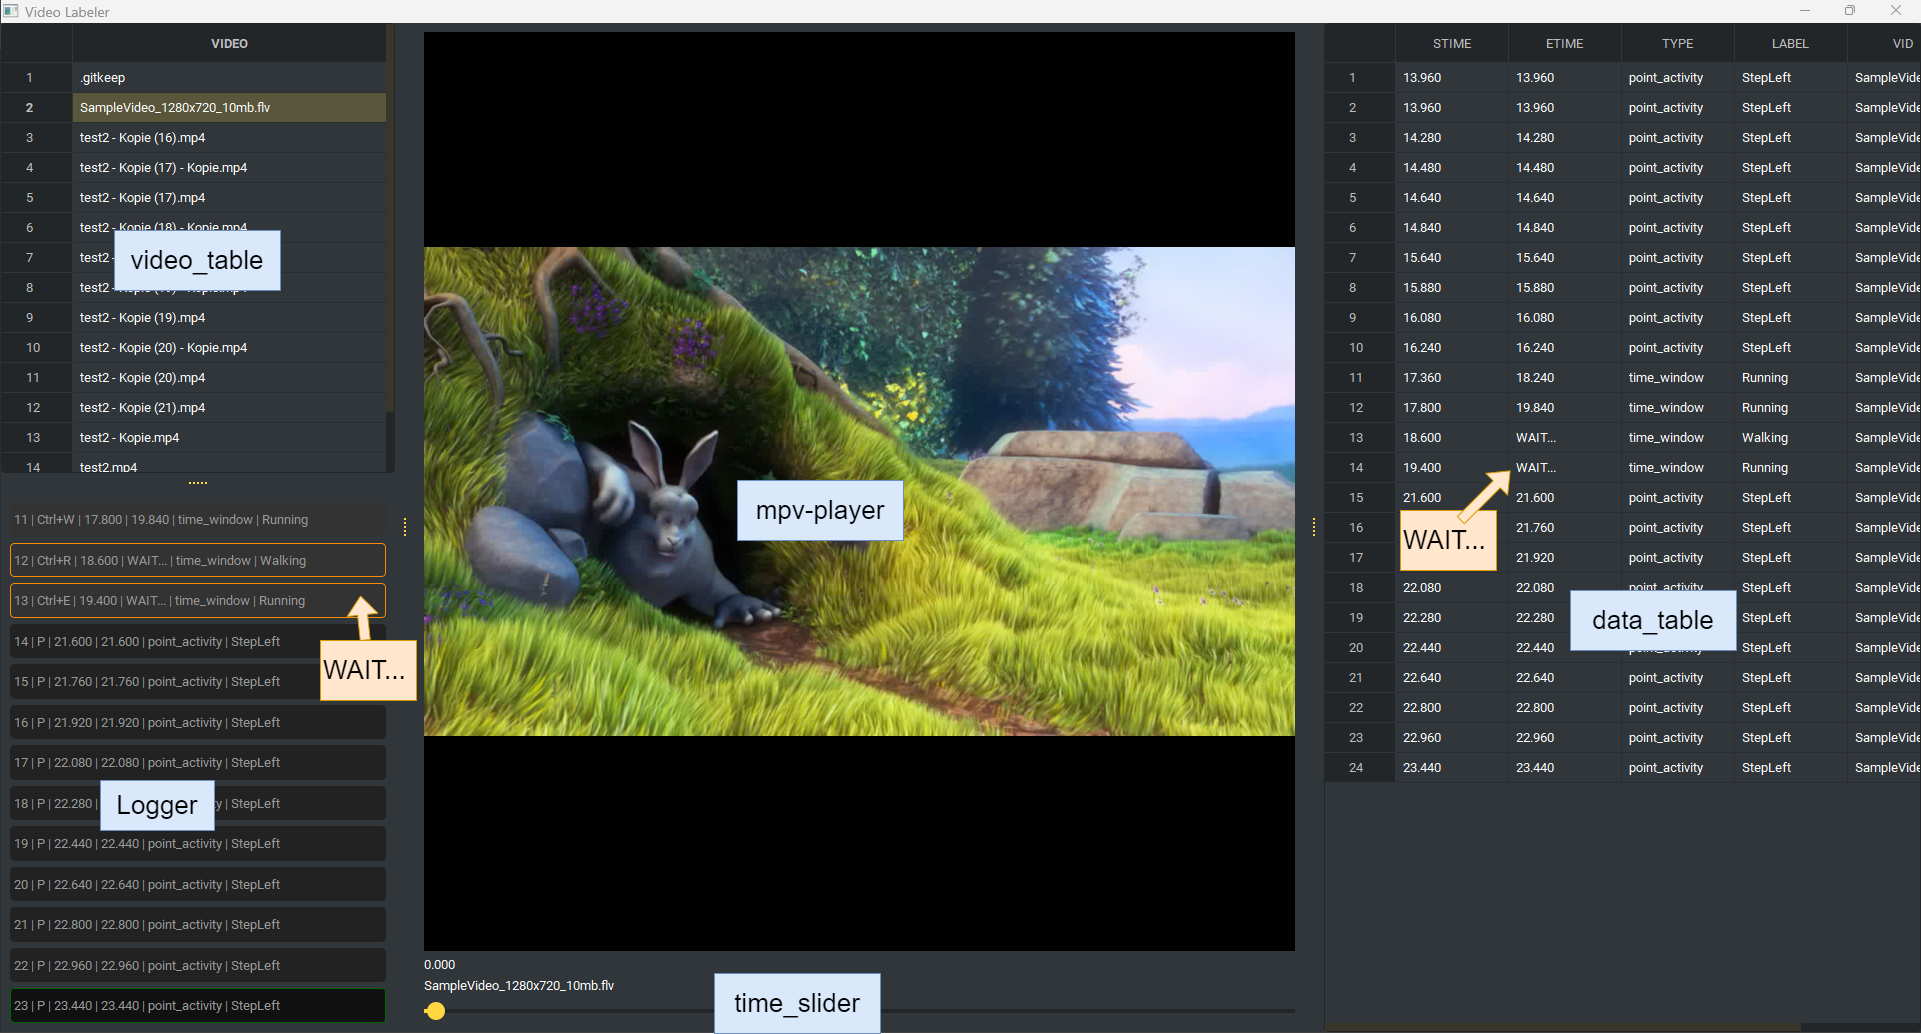 Video Labeler
VIDEO
1 .gitkeep
2 SampleVideo_1280x720_10mb.flv
3 test2 - Kopie (16).mp4
4 test2 - Kopie (17) - Kopie.mp4
5 test2 - Kopie (17).mp4
6 test2 - Kopie (18) - Kopie.mp4
7 test2 -
8 test2 -
9 test2 - Kopie (19).mp4
10 test2 - Kopie (20) - Kopie.mp4
11 test2 - Kopie (20).mp4
12 test2 - Kopie (21).mp4
13 test2 - Kopie.mp4
14 test2.mp4
video_table
11 | Ctrl+W | 17.800 | 19.840 | time_window | Running
12 | Ctrl+R | 18.600 | WAIT... | time_window | Walking
13 | Ctrl+E | 19.400 | WAIT... | time_window | Running
14 | P | 21.600 | 21.600 | point_activity | StepLeft
15 | P | 21.760 | 21.760 | point_activity | StepLeft
16 | P | 21.920 | 21.920 | point_activity | StepLeft
17 | P | 22.080 | 22.080 | point_activity | StepLeft
18 | P | 22.280 | y | StepLeft
19 | P | 22.440 | 22.440 | point_activity | StepLeft
20 | P | 22.640 | 22.640 | point_activity | StepLeft
21 | P | 22.800 | 22.800 | point_activity | StepLeft
22 | P | 22.960 | 22.960 | point_activity | StepLeft
23 | P | 23.440 | 23.440 | point_activity | StepLeft
WAIT...
Logger
mpv-player
0.000
SampleVideo_1280x720_10mb.flv
time_slider
STIME ETIME TYPE LABEL VID
1 13.960 13.960 point_activity StepLeft SampleVide
2 13.960 13.960 point_activity StepLeft SampleVide
3 14.280 14.280 point_activity StepLeft SampleVide
4 14.480 14.480 point_activity StepLeft SampleVide
5 14.640 14.640 point_activity StepLeft SampleVide
6 14.840 14.840 point_activity StepLeft SampleVide
7 15.640 15.640 point_activity StepLeft SampleVide
8 15.880 15.880 point_activity StepLeft SampleVide
9 16.080 16.080 point_activity StepLeft SampleVide
10 16.240 16.240 point_activity StepLeft SampleVide
11 17.360 18.240 time_window Running SampleVide
12 17.800 19.840 time_window Running SampleVide
13 18.600 WAIT... time_window Walking SampleVide
14 19.400 WAIT... time_window Running SampleVide
15 21.600 21.600 point_activity StepLeft SampleVide
16 21.760 point_activity StepLeft SampleVide
17 21.920 point_activity StepLeft SampleVide
18 22.080 22.080 point_activity StepLeft SampleVide
19 22.280 22.280 StepLeft SampleVide
20 22.440 22.440 point_activity StepLeft SampleVide
21 22.640 22.640 point_activity StepLeft SampleVide
22 22.800 22.800 point_activity StepLeft SampleVide
23 22.960 22.960 point_activity StepLeft SampleVide
24 23.440 23.440 point_activity StepLeft SampleVide
WAIT...
data_table